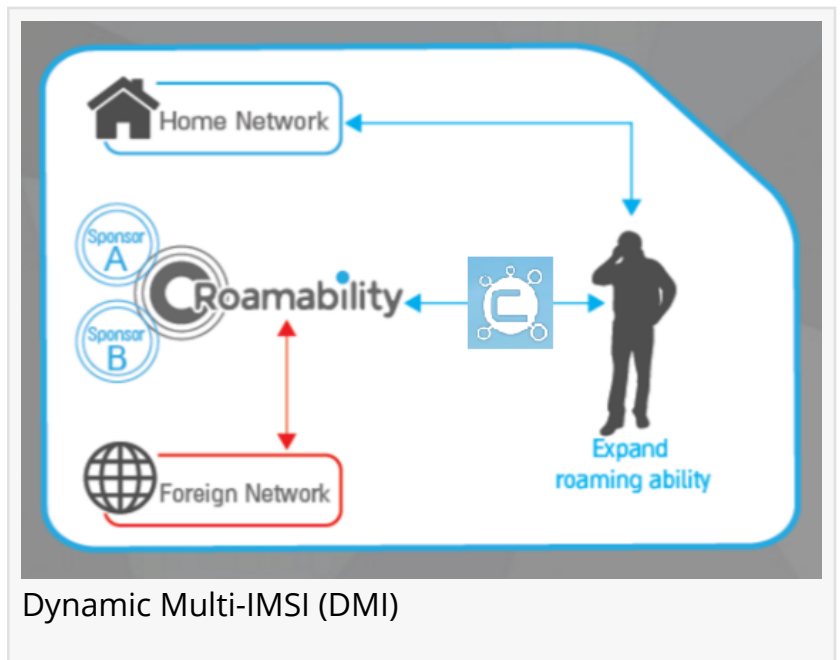 Home Network
Sponsor
A
Roamability
Sponsor
B
Foreign Network
Expand
roaming ability
Dynamic Multi-IMSI (DMI)